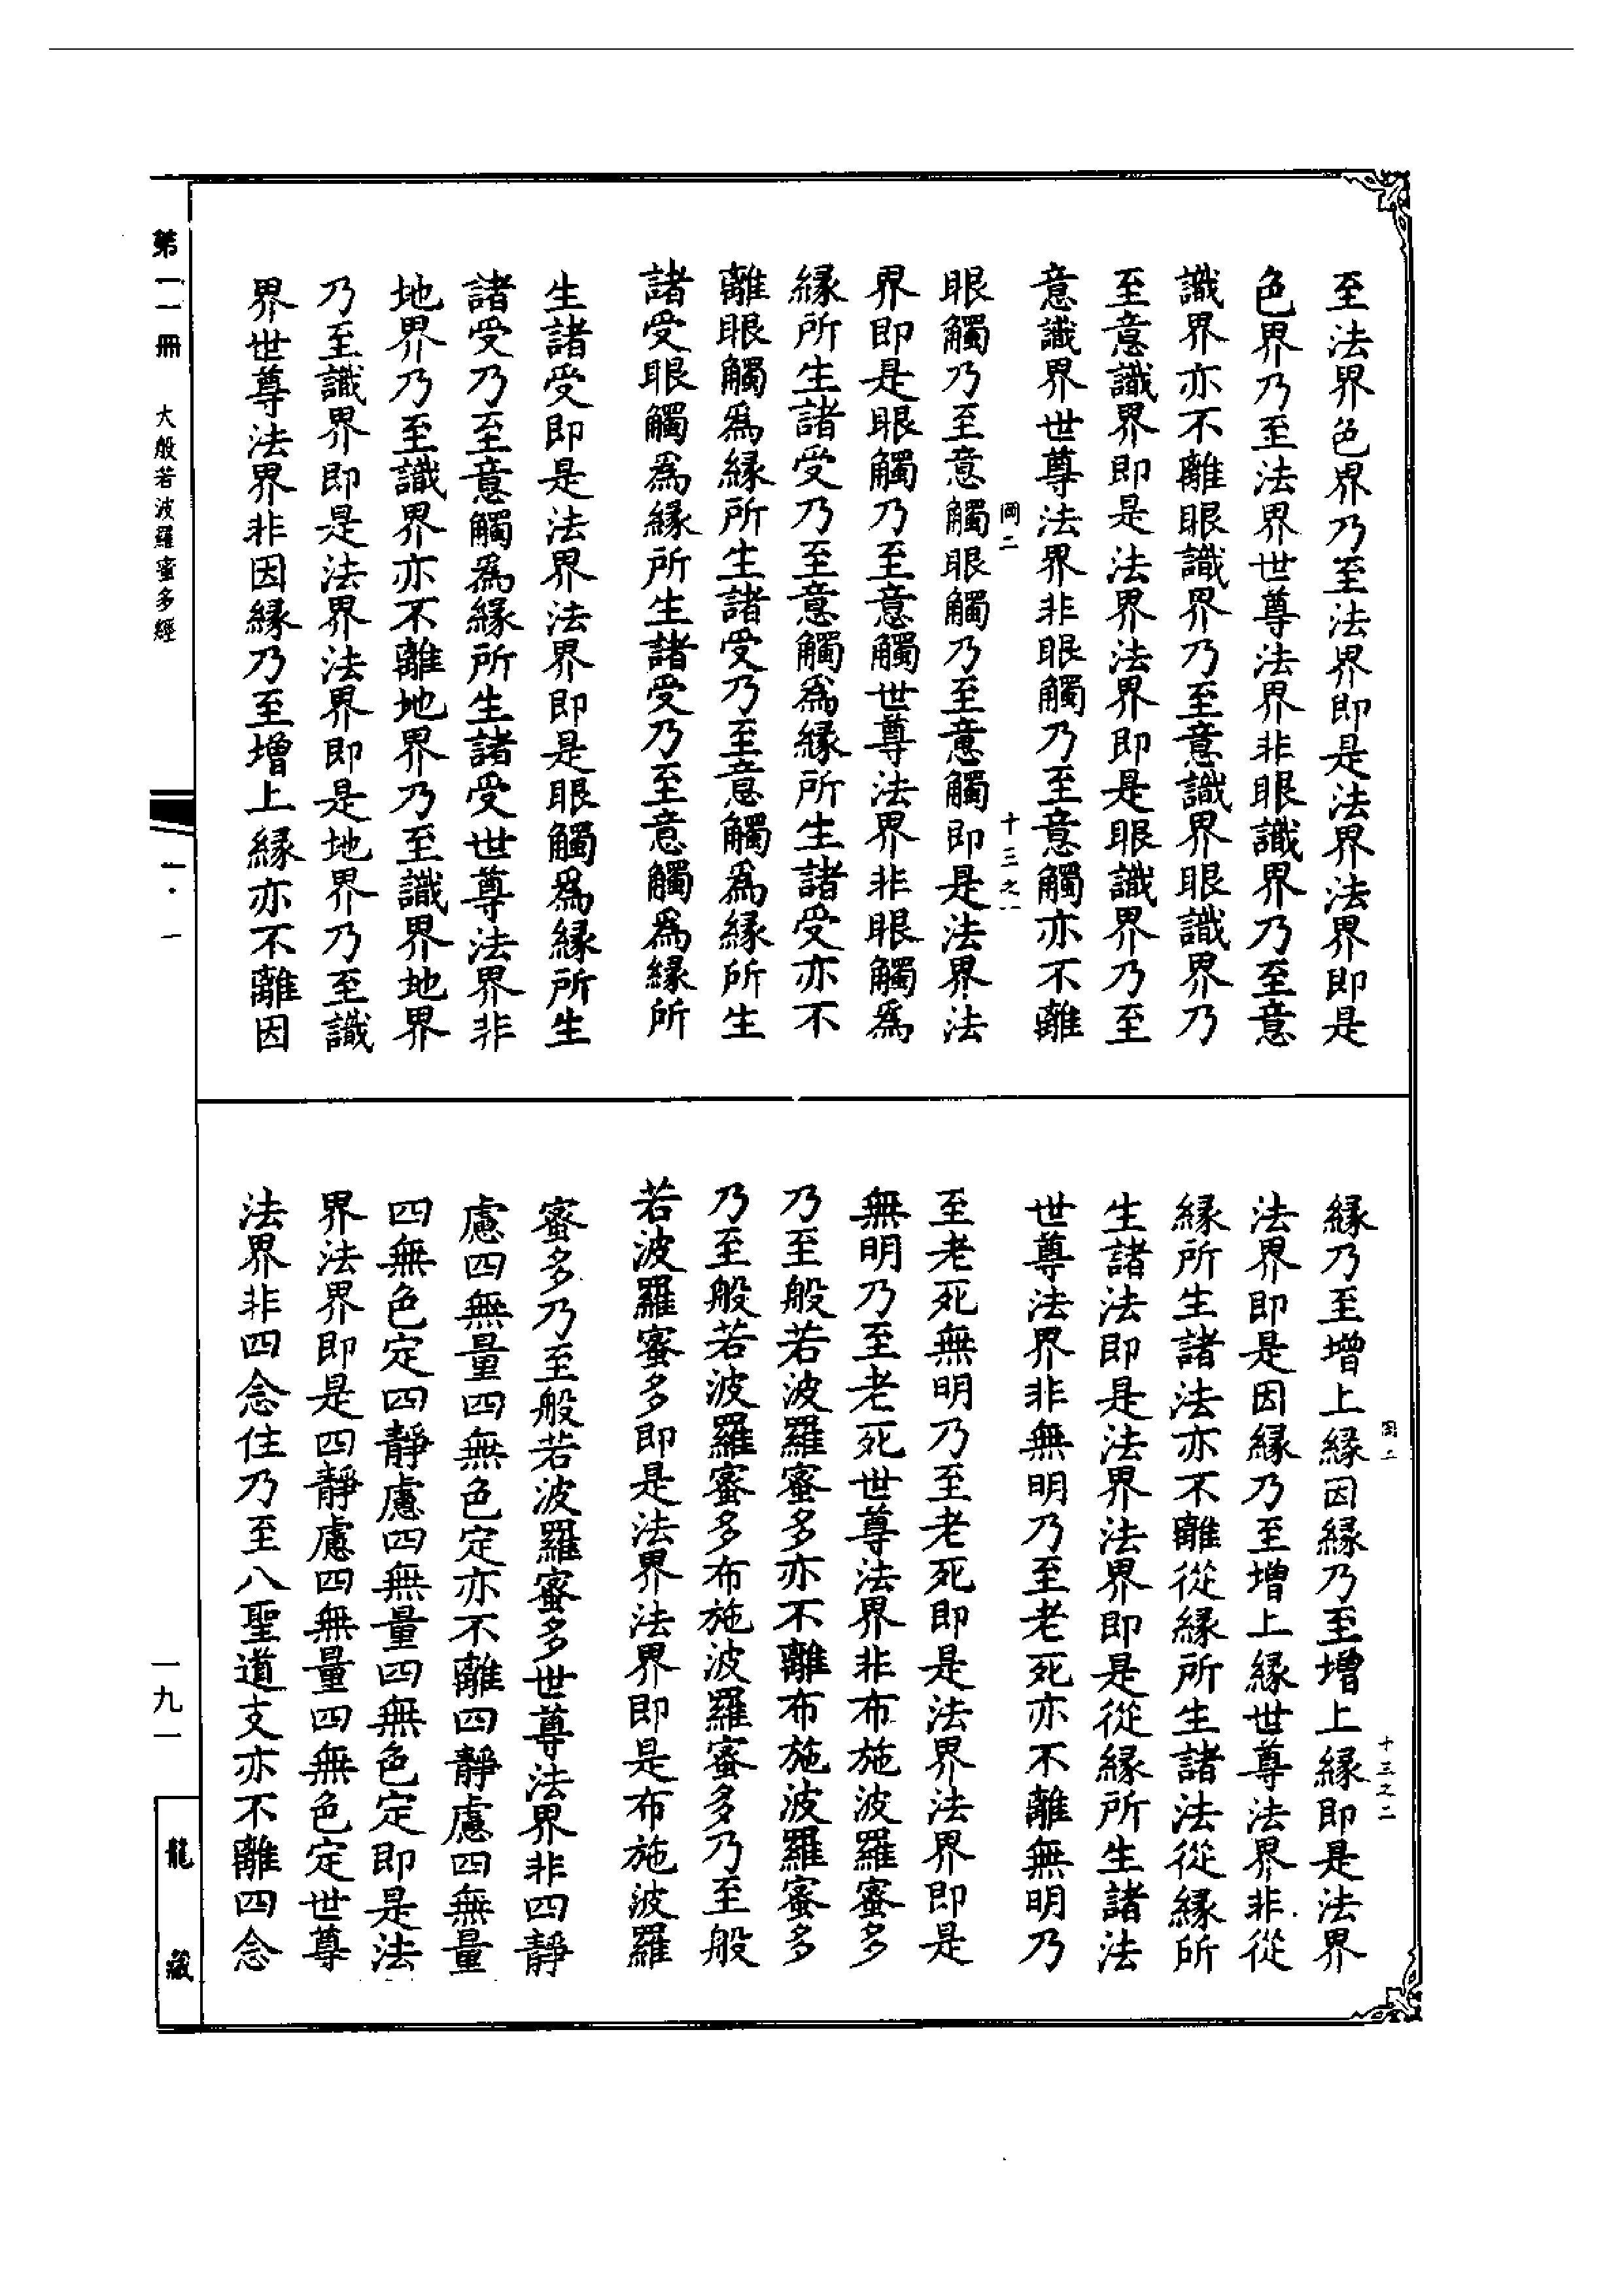 至法界色界乃至法界即是法界法界即是
色界乃至法界世尊法界非眼識界乃至意
識界亦不離眼識界乃至意識界眼識界乃
至意識界即是法界法界即是眼識界乃至
意識界世尊法界非眼觸乃至意觸亦不離
岡二
十三之一
眼觸乃至意觸眼觸乃至意觸即是法界法
界即是眼觸乃至意觸世尊法界非眼觸爲
縁所生諸受乃至意觸爲縁所生諸受亦不
離眼觸爲縁所生諸受乃至意觸爲縁所生
諸受眼觸爲縁所生諸受乃至意觸爲縁所
生諸受即是法界法界即是眼觸爲縁所生
諸受乃至意觸爲縁所生諸受世尊法界非
地界乃至識界亦不離地界乃至識界地界
乃至識界即是法界法界即是地界乃至識
界世尊法界非因縁乃至增上縁亦不離因
岡二
十三之二
縁乃至增上縁因縁乃至增上縁即是法界
法界即是因縁乃至增上縁世尊法界非從
縁所生諸法亦不離從縁所生諸法從縁所
生諸法即是法界法界即是從縁所生諸法
世尊法界非無明乃至老死亦不離無明乃
至老死無明乃至老死即是法界法界即是
無明乃至老死世尊法界非布施波羅蜜多
乃至般若波羅蜜多亦不離布施波羅蜜多
乃至般若波羅蜜多布施波羅蜜多乃至般
若波羅蜜多即是法界法界即是布施波羅
蜜多乃至般若波羅蜜多世尊法界非四靜
慮四無量四無色定亦不離四靜慮四無量
四無色定四靜慮四無量四無色定即是法
界法界即是四靜慮四無量四無色定世尊
法界非四念住乃至八聖道支亦不離四念
第一一冊
大般若波羅蜜多經
一·一
一九一
龍藏